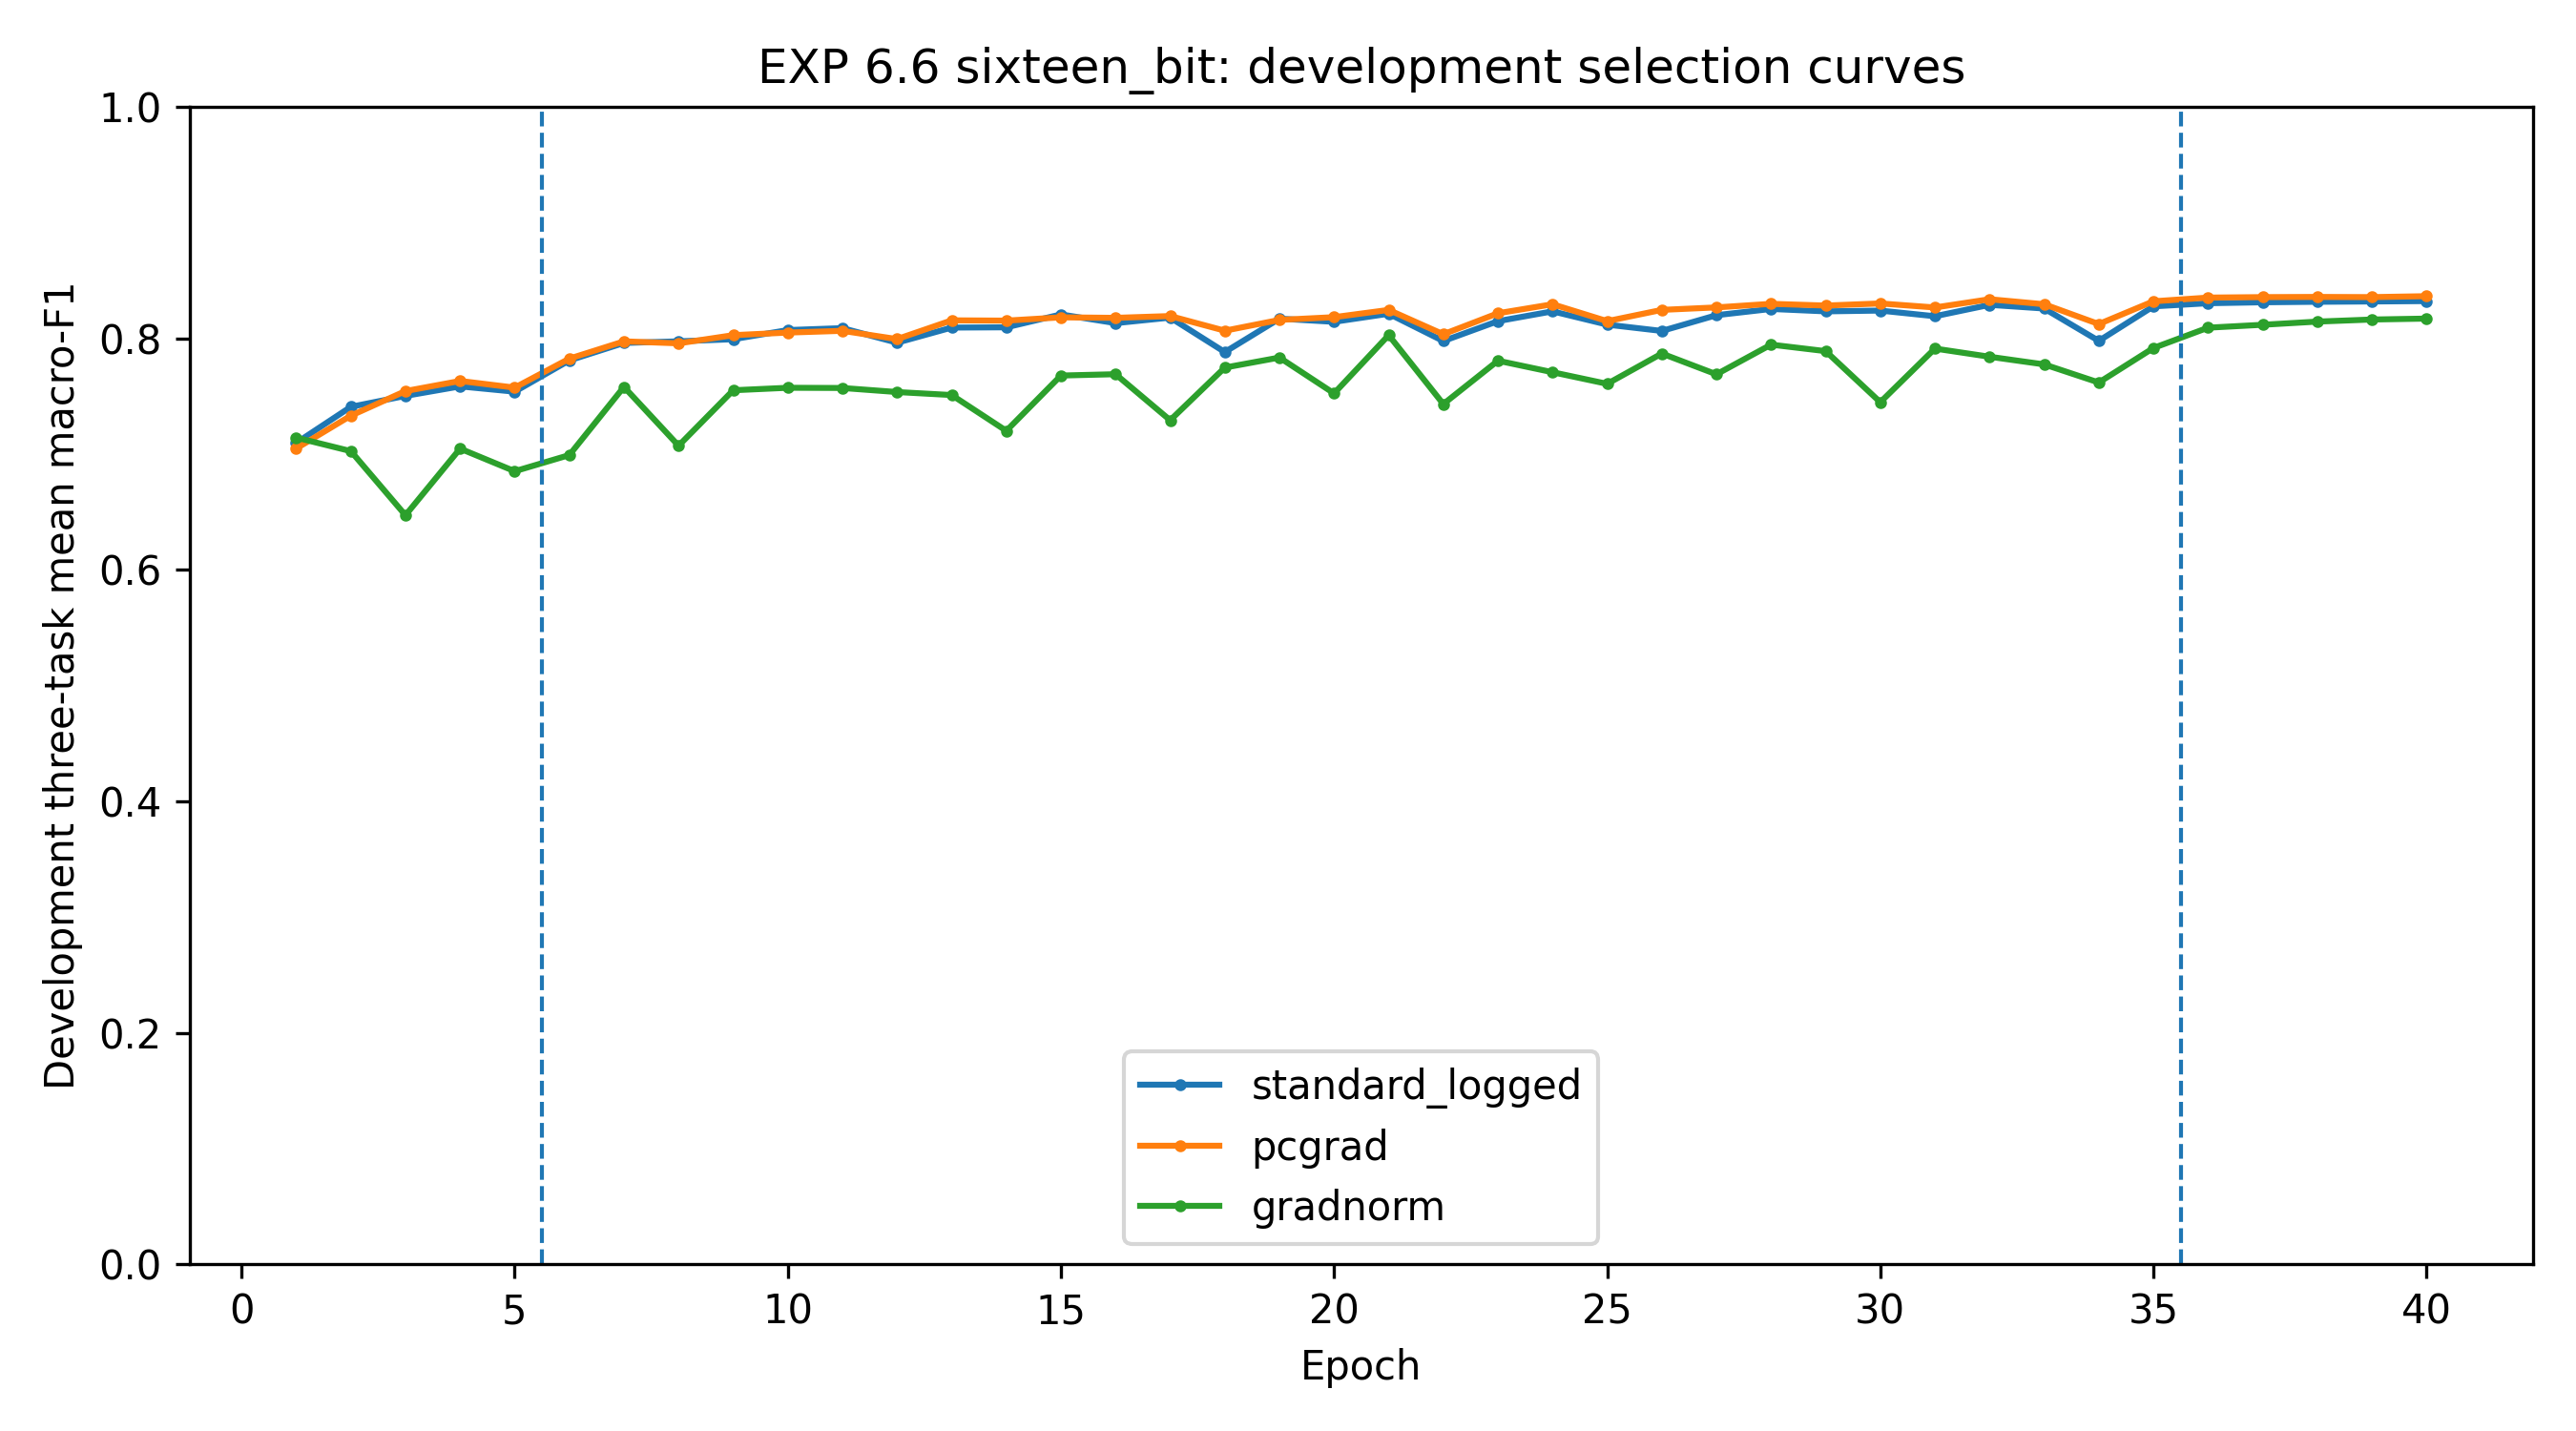 EXP 6.6 sixteen_bit: development selection curves
Development three-task mean macro-F1
1.0
0.8
0.6
0.4
0.2
0.0
standard_logged
pcgrad
gradnorm
0 5 10 15 20 25 30 35 40
Epoch